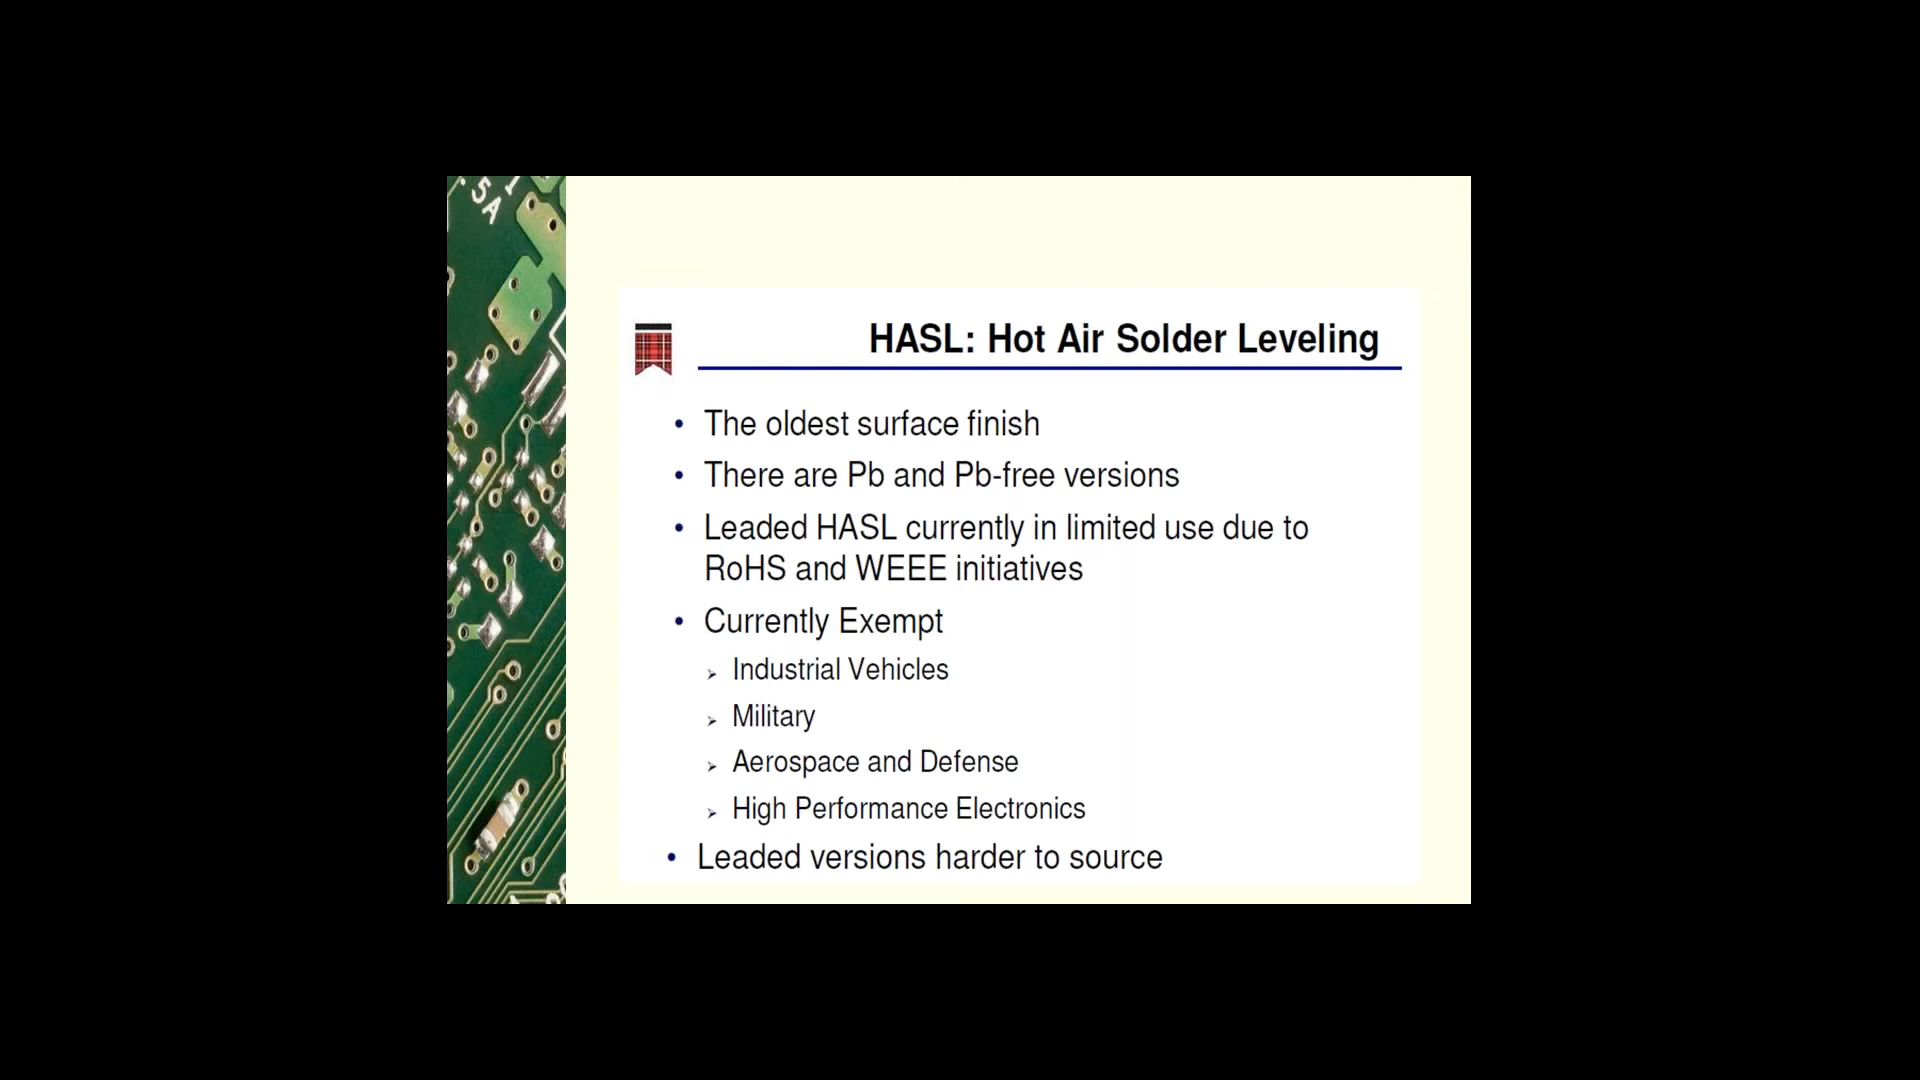 .5A
HASL: Hot Air Solder Leveling
• The oldest surface finish
• There are Pb and Pb-free versions
• Leaded HASL currently in limited use due to
RoHS and WEEE initiatives
• Currently Exempt
➢ Industrial Vehicles
➢ Military
➢ Aerospace and Defense
➢ High Performance Electronics
• Leaded versions harder to source